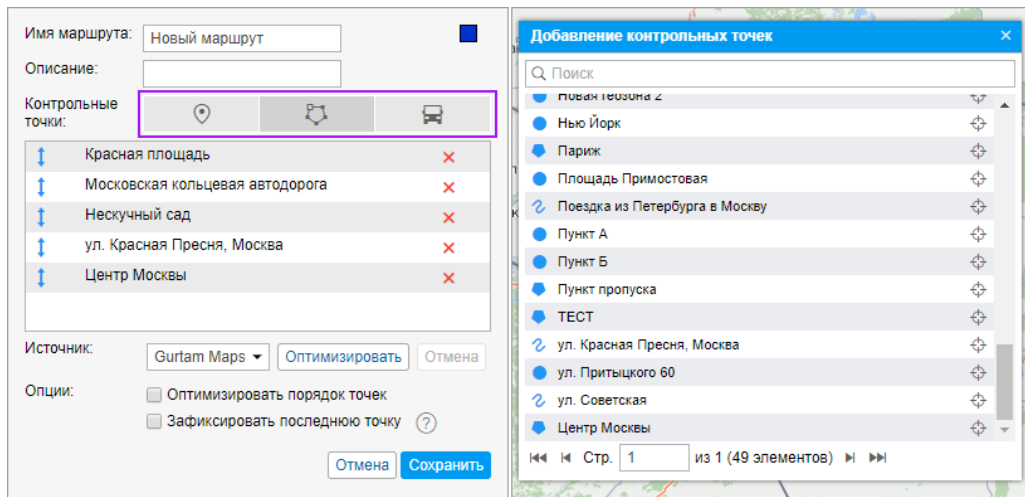 Имя маршрута: Новый маршрут
Описание:
Контрольные
точки:
Красная площадь
Московская кольцевая автодорога
Нескучный сад
ул. Красная Пресня, Москва
Центр Москвы
Источник: Gurtam Maps Оптимизировать Отмена
Опции: Оптимизировать порядок точек
Зафиксировать последнюю точку ?
Отмена Сохранить
Добавление контрольных точек
Поиск
Новая геозона 2
Нью Йорк
Париж
Площадь Примостовая
Поездка из Петербурга в Москву
Пункт А
Пункт Б
Пункт пропуска
ТЕСТ
ул. Красная Пресня, Москва
ул. Притыцкого 60
ул. Советская
Центр Москвы
Стр. 1 из 1 (49 элементов)